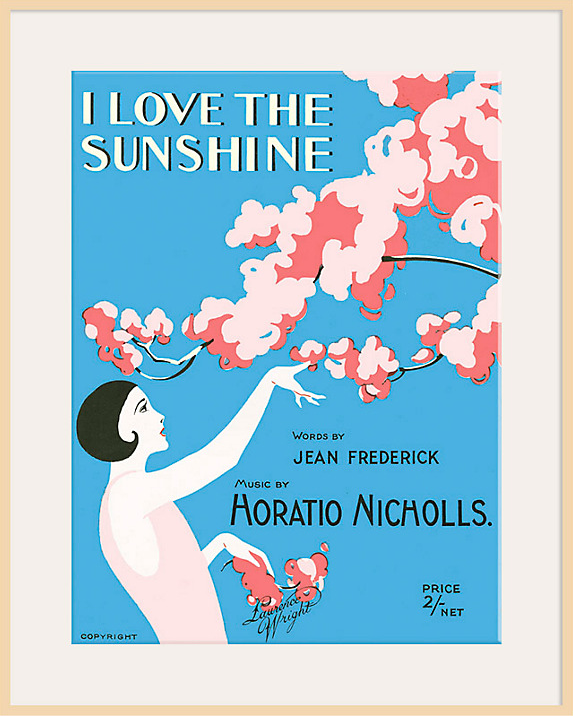 I LOVE THE
SUNSHINE
WORDS BY
JEAN FREDERICK
MUSIC BY
HORATIO NICHOLLS.
PRICE
2/-
NET
Laurence
Wright
COPYRIGHT